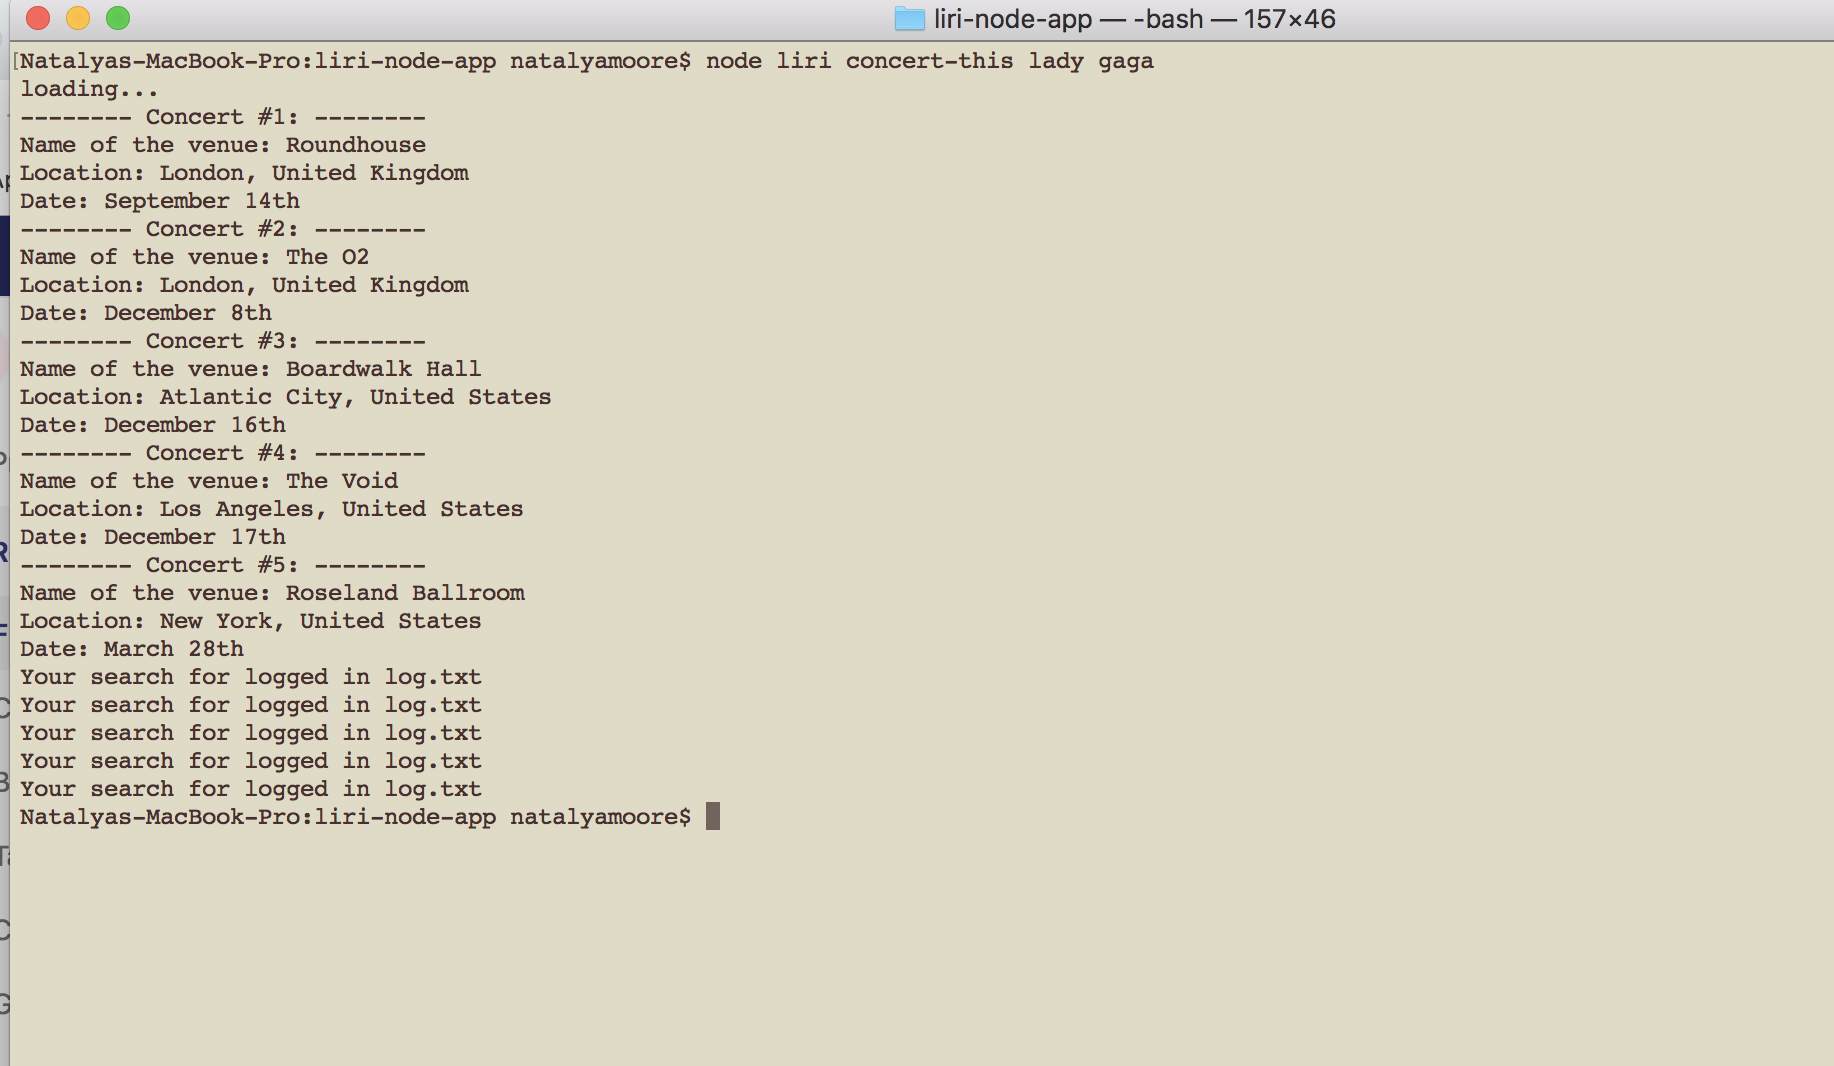 liri-node-app — -bash — 157×46
[Natalyas-MacBook-Pro:liri-node-app natalyamoore$ node liri concert-this lady gaga
loading...
-------- Concert #1: --------
Name of the venue: Roundhouse
Location: London, United Kingdom
Date: September 14th
-------- Concert #2: --------
Name of the venue: The O2
Location: London, United Kingdom
Date: December 8th
-------- Concert #3: --------
Name of the venue: Boardwalk Hall
Location: Atlantic City, United States
Date: December 16th
-------- Concert #4: --------
Name of the venue: The Void
Location: Los Angeles, United States
Date: December 17th
-------- Concert #5: --------
Name of the venue: Roseland Ballroom
Location: New York, United States
Date: March 28th
Your search for logged in log.txt
Your search for logged in log.txt
Your search for logged in log.txt
Your search for logged in log.txt
Your search for logged in log.txt
Natalyas-MacBook-Pro:liri-node-app natalyamoore$